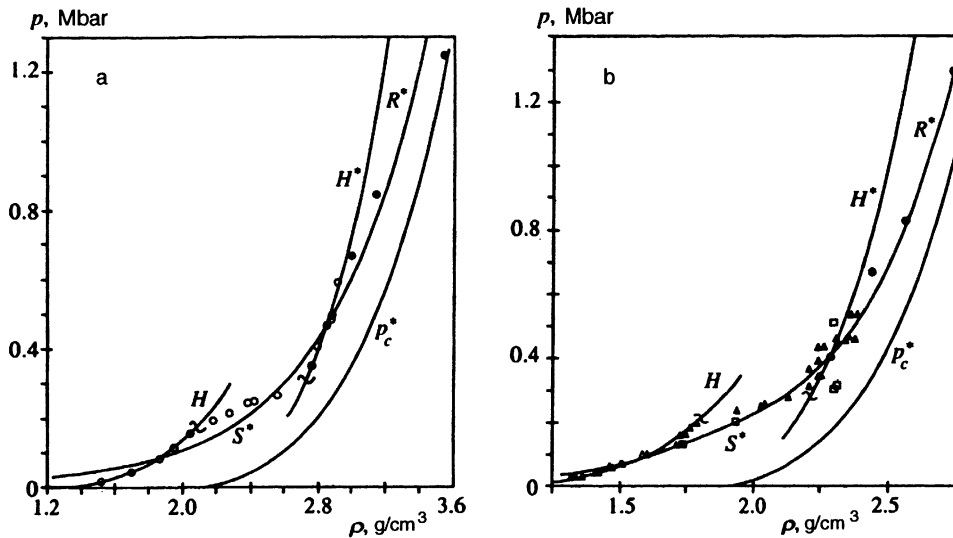 p, Mbar
p, Mbar
1.2
a
R*
H*
0.8
p_c*
0.4
H
S*
0
1.2
2.0
2.8
3.6
ρ, g/cm³
1.2
b
R*
H*
0.8
p_c*
0.4
H
S*
0
1.5
2.0
2.5
ρ, g/cm³